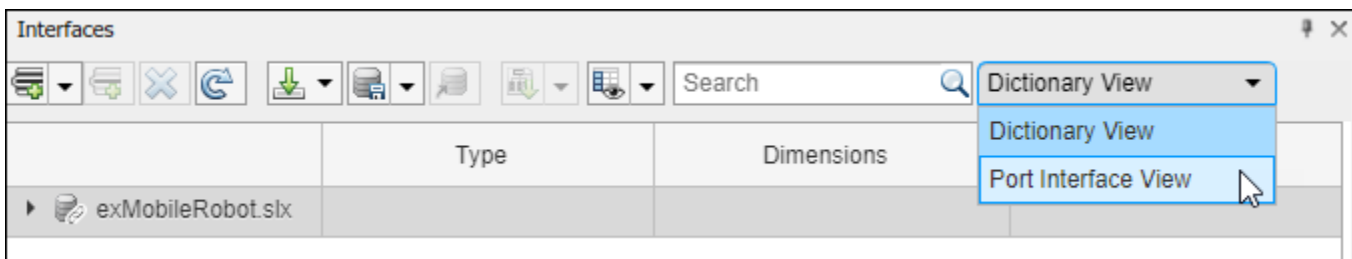 Interfaces
Search
Dictionary View
Dictionary View
Type
Dimensions
Port Interface View
exMobileRobot.slx